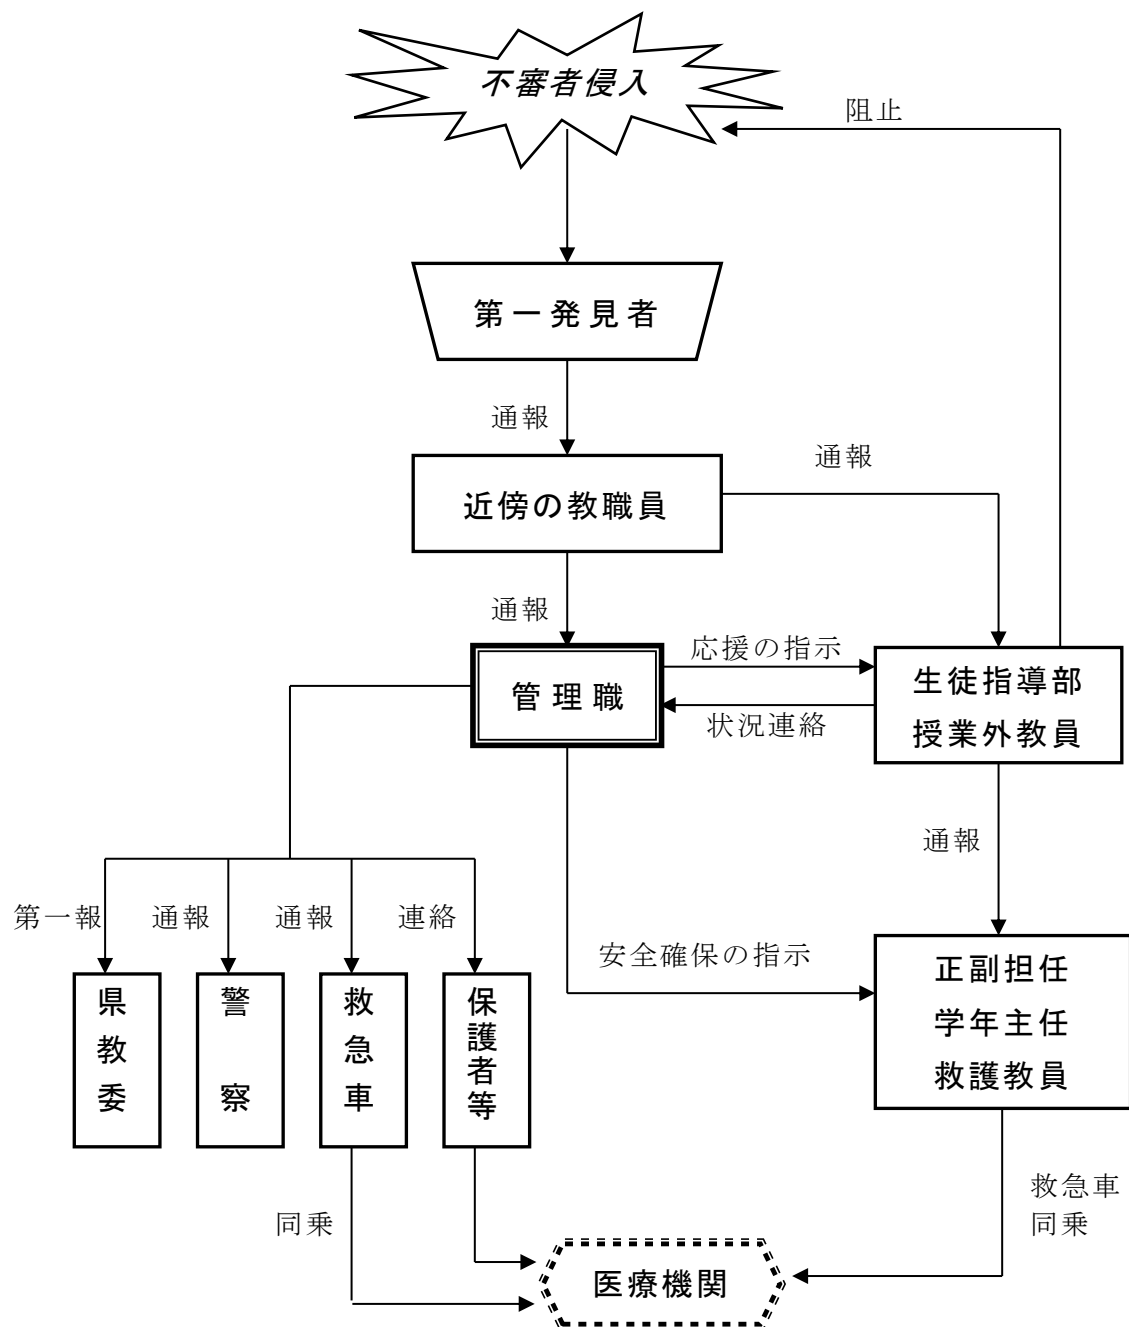 不審者侵入
阻止
第一発見者
通報
通報
近傍の教職員
通報
応援の指示
生徒指導部
授業外教員
管理職
状況連絡
通報
第一報
通報
通報
連絡
安全確保の指示
県教委
警察
救急車
保護者等
正副担任
学年主任
救護教員
同乗
救急車
同乗
医療機関